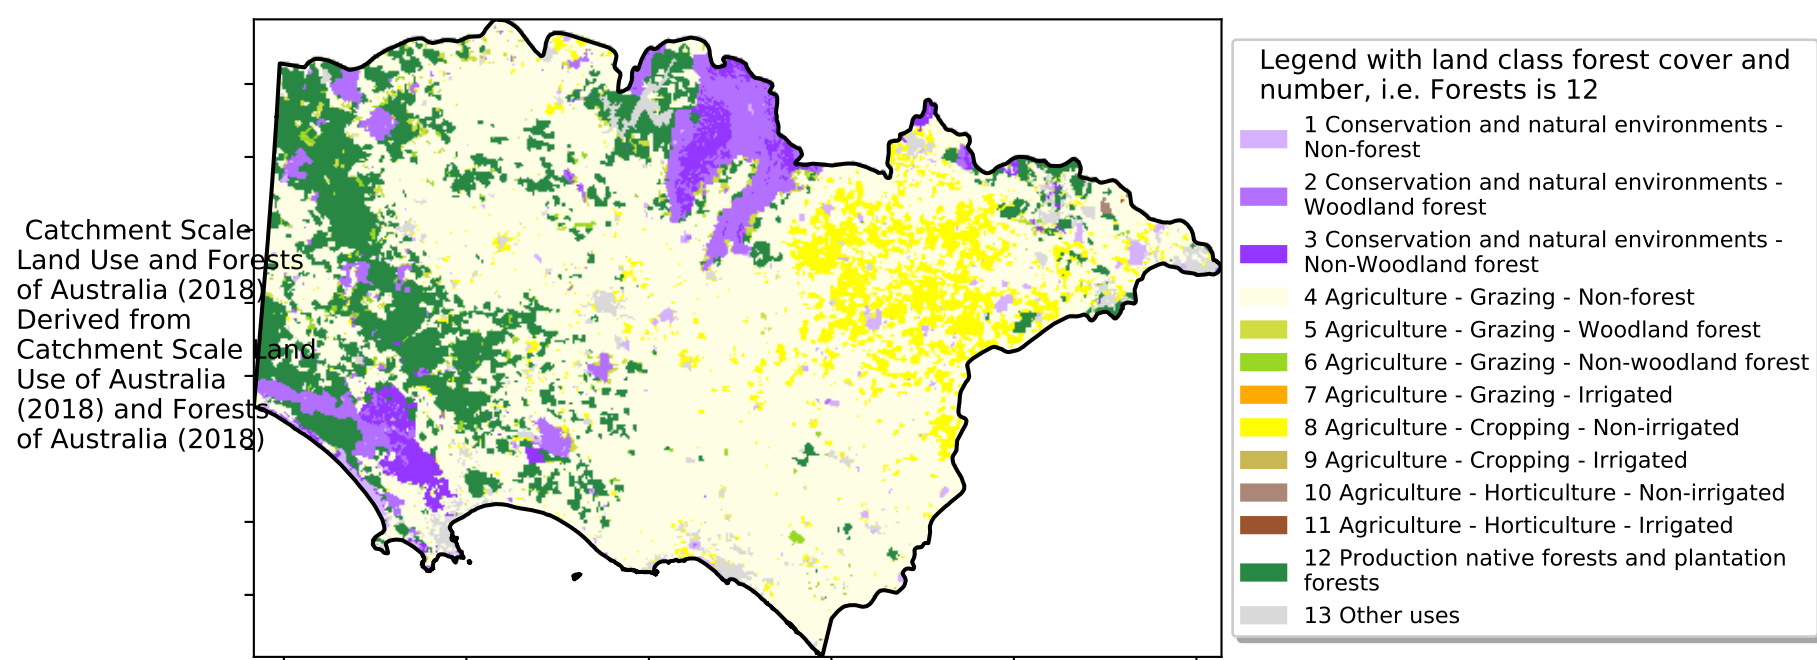 Catchment Scale
Land Use and Forests
of Australia (2018)
Derived from
Catchment Scale Land
Use of Australia
(2018) and Forests
of Australia (2018)
Legend with land class forest cover and
number, i.e. Forests is 12
1 Conservation and natural environments -
Non-forest
2 Conservation and natural environments -
Woodland forest
3 Conservation and natural environments -
Non-Woodland forest
4 Agriculture - Grazing - Non-forest
5 Agriculture - Grazing - Woodland forest
6 Agriculture - Grazing - Non-woodland forest
7 Agriculture - Grazing - Irrigated
8 Agriculture - Cropping - Non-irrigated
9 Agriculture - Cropping - Irrigated
10 Agriculture - Horticulture - Non-irrigated
11 Agriculture - Horticulture - Irrigated
12 Production native forests and plantation
forests
13 Other uses